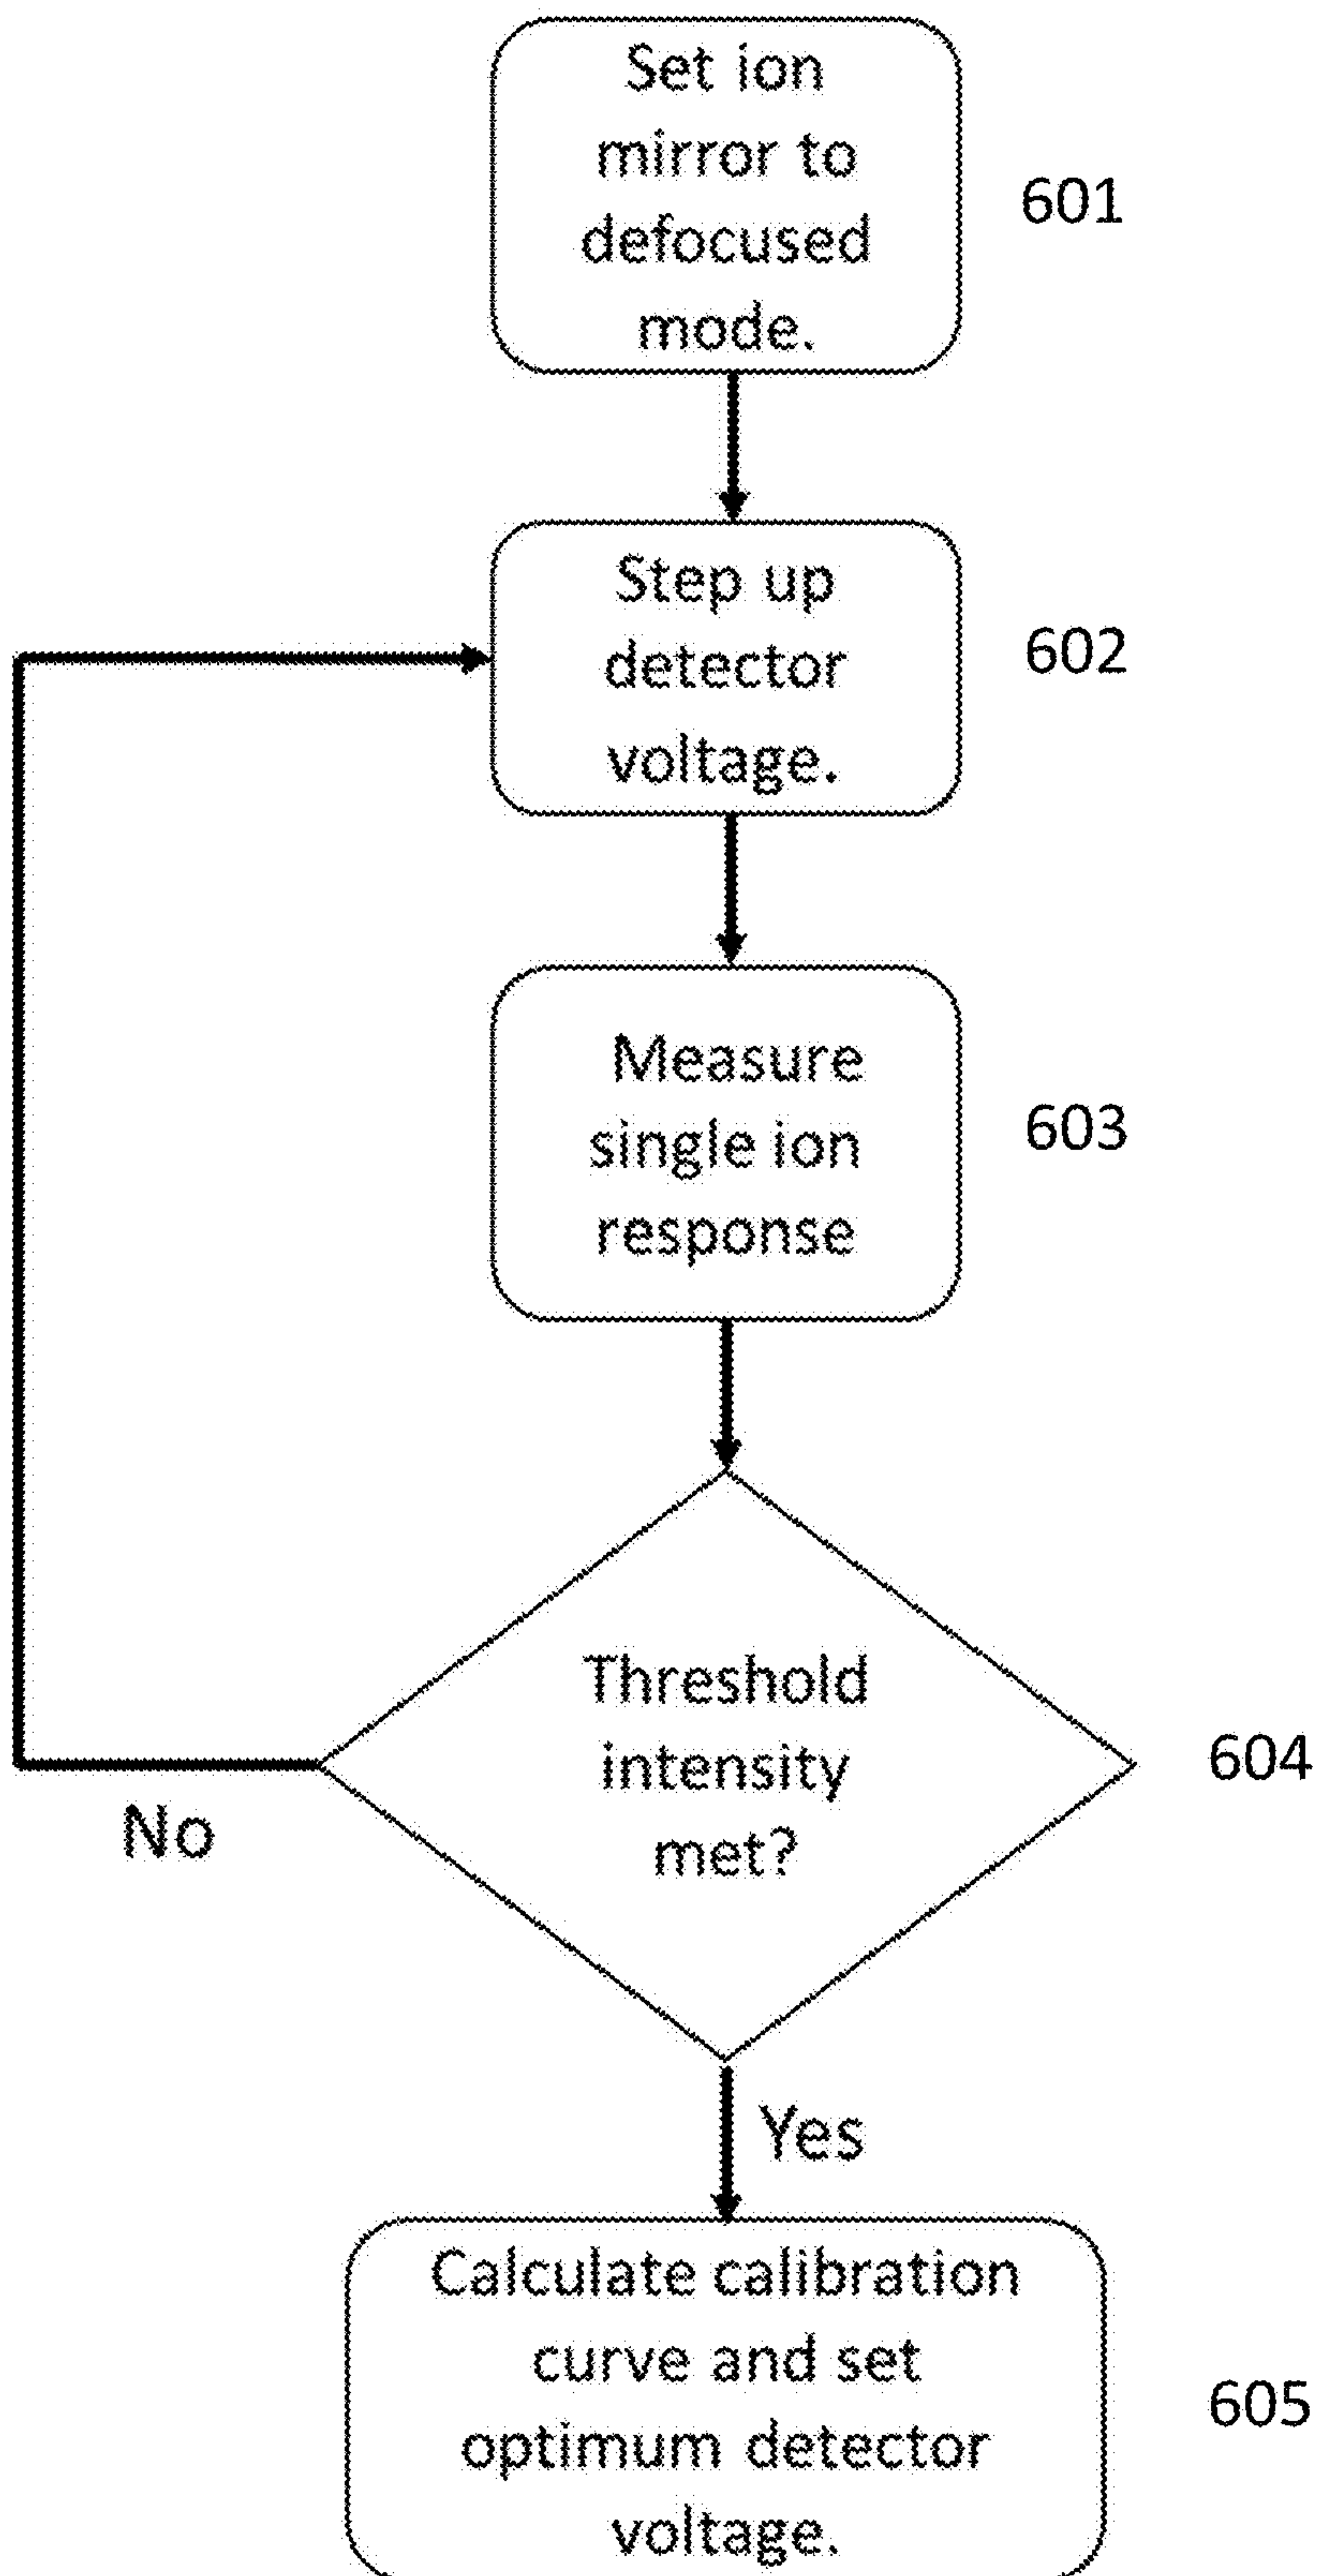 Set ion
mirror to
defocused
mode.
601
Step up
detector
voltage.
602
Measure
single ion
response
603
Threshold
intensity
met?
604
No
Yes
Calculate calibration
curve and set
optimum detector
voltage.
605